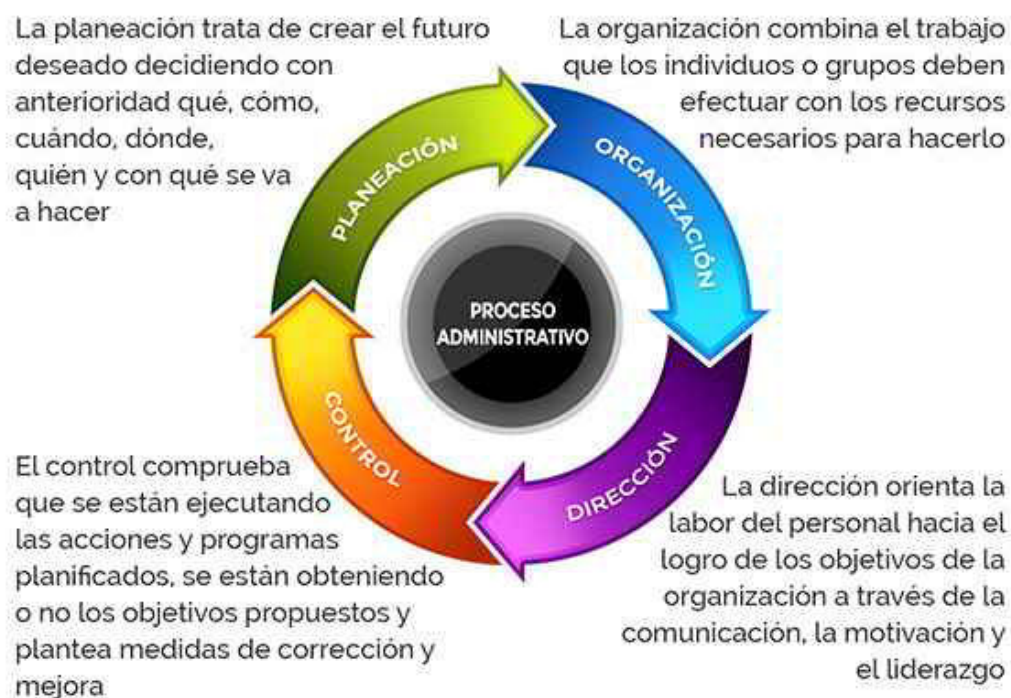 La planeación trata de crear el futuro
deseado decidiendo con
anterioridad qué, cómo,
cuándo, dónde,
quién y con qué se va
a hacer
La organización combina el trabajo
que los individuos o grupos deben
efectuar con los recursos
necesarios para hacerlo
PLANEACIÓN
ORGANIZACIÓN
PROCESO
ADMINISTRATIVO
CONTROL
DIRECCIÓN
El control comprueba
que se están ejecutando
las acciones y programas
planificados, se están obteniendo
o no los objetivos propuestos y
plantea medidas de corrección y
mejora
La dirección orienta la
labor del personal hacia el
logro de los objetivos de la
organización a través de la
comunicación, la motivación y
el liderazgo